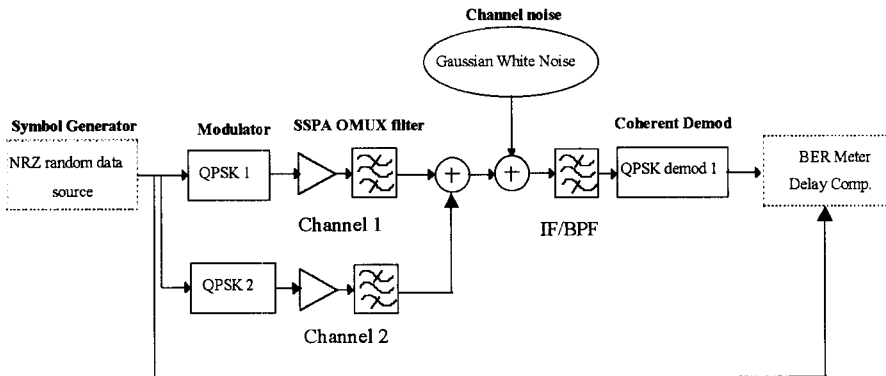 Channel noise
Gaussian White Noise
Symbol Generator
Modulator
SSPA OMUX filter
Coherent Demod
NRZ random data
source
QPSK 1
+
+
QPSK demod 1
BER Meter
Delay Comp.
Channel 1
IF/BPF
QPSK 2
Channel 2